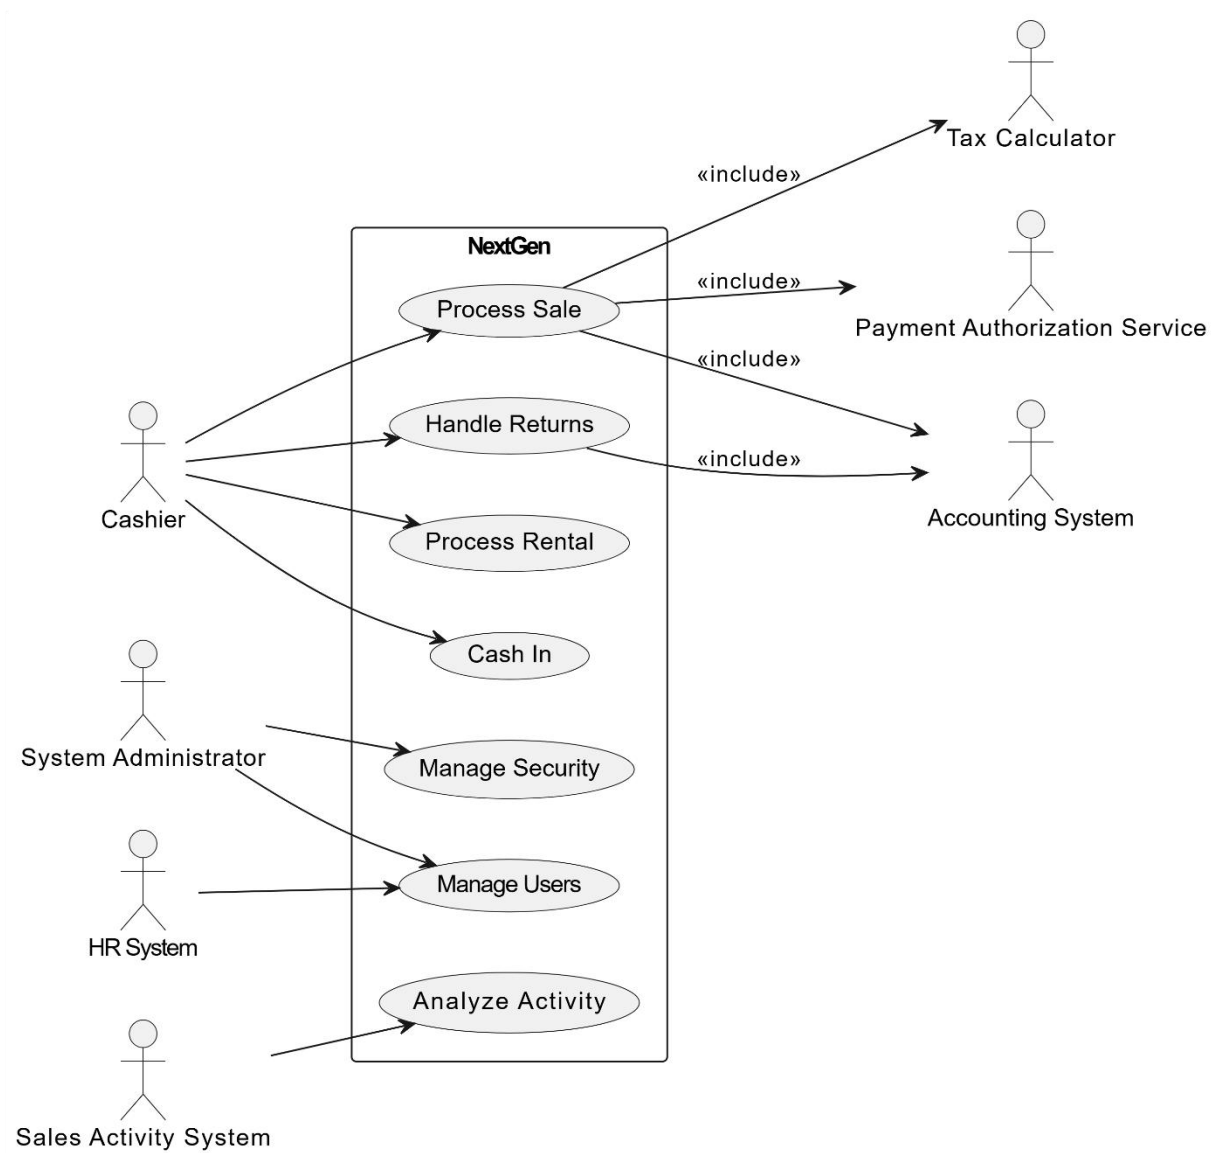 Tax Calculator
«include»
NextGen
«include»
Process Sale
Payment Authorization Service
«include»
Handle Returns
«include»
Cashier
Accounting System
Process Rental
Cash In
System Administrator
Manage Security
Manage Users
HR System
Analyze Activity
Sales Activity System